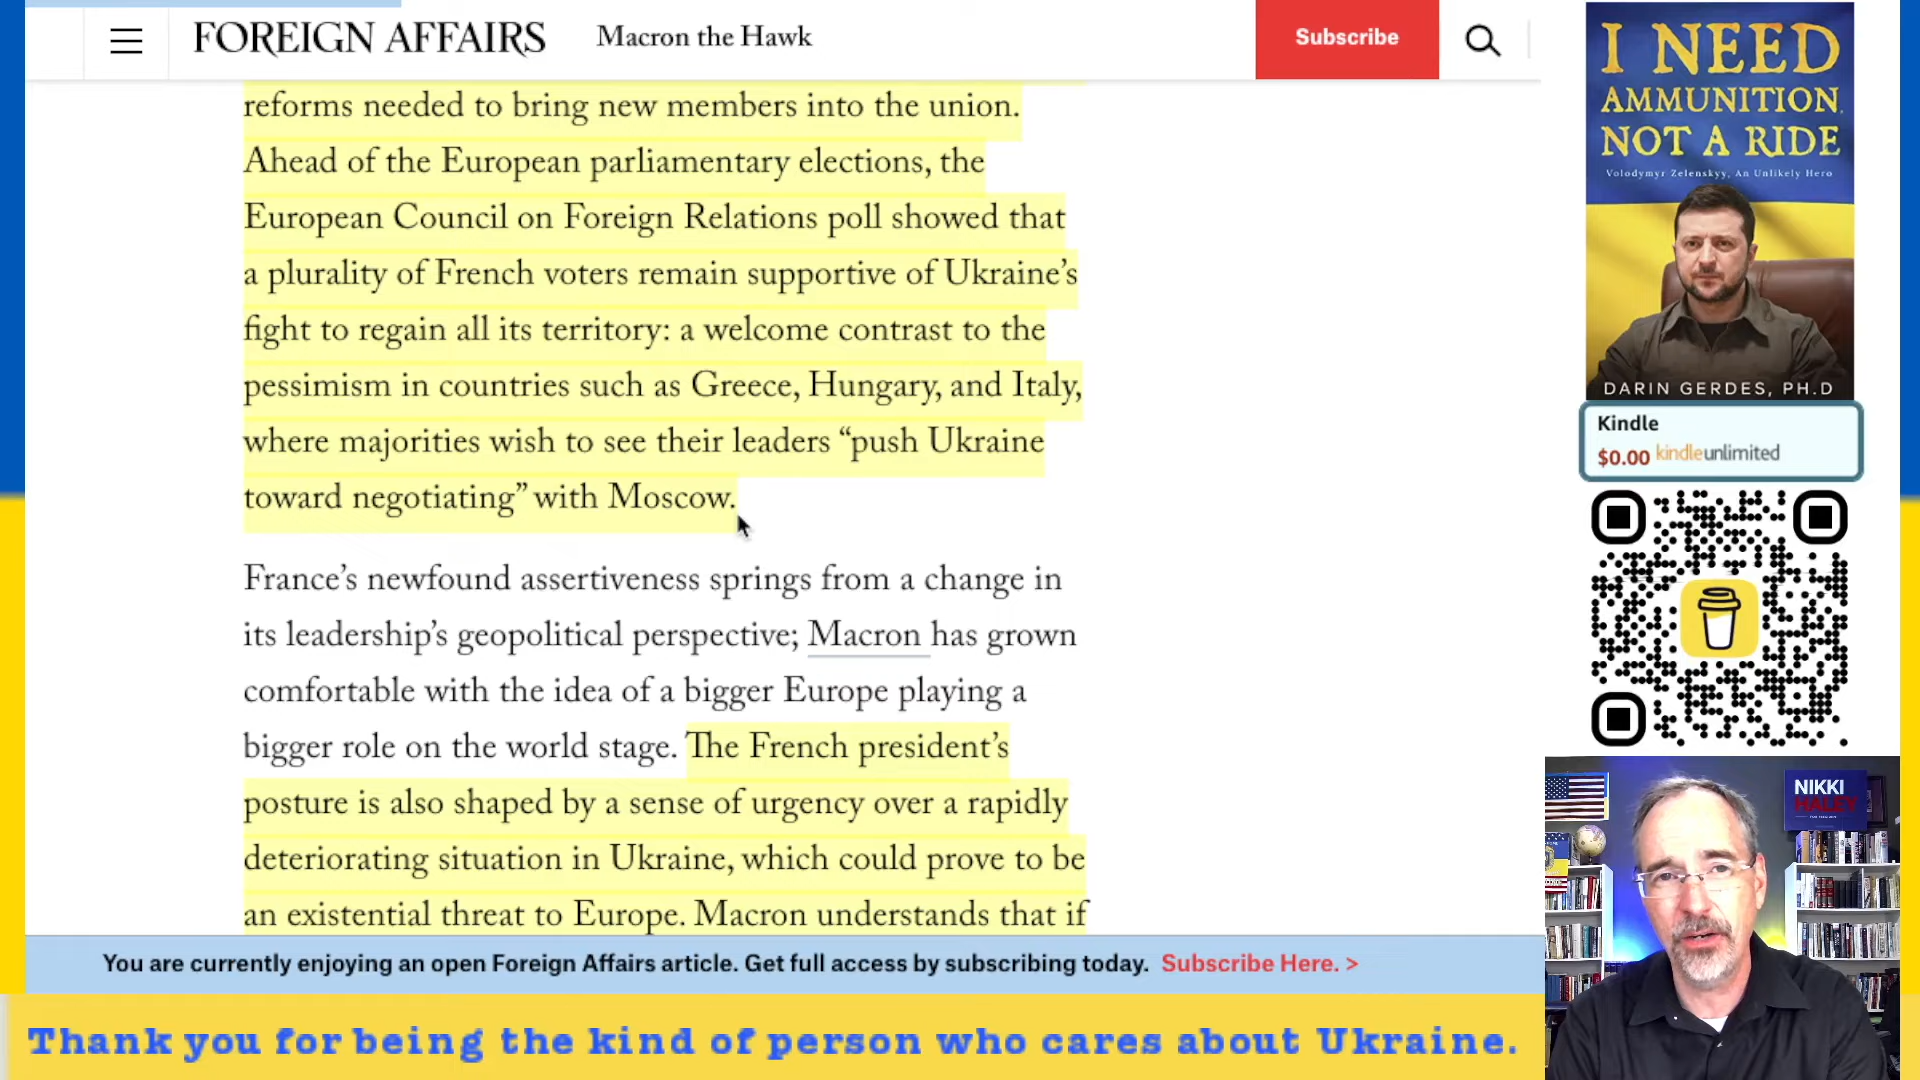 FOREIGN AFFAIRS
Macron the Hawk
Subscribe
reforms needed to bring new members into the union.
Ahead of the European parliamentary elections, the
European Council on Foreign Relations poll showed that
a plurality of French voters remain supportive of Ukraine’s
fight to regain all its territory: a welcome contrast to the
pessimism in countries such as Greece, Hungary, and Italy,
where majorities wish to see their leaders “push Ukraine
toward negotiating” with Moscow.
France’s newfound assertiveness springs from a change in
its leadership’s geopolitical perspective; Macron has grown
comfortable with the idea of a bigger Europe playing a
bigger role on the world stage. The French president’s
posture is also shaped by a sense of urgency over a rapidly
deteriorating situation in Ukraine, which could prove to be
an existential threat to Europe. Macron understands that if
You are currently enjoying an open Foreign Affairs article. Get full access by subscribing today. Subscribe Here. >
Thank you for being the kind of person who cares about Ukraine.
I NEED
AMMUNITION,
NOT A RIDE
Volodymyr Zelenskyy, An Unlikely Hero
DARIN GERDES, PH.D
Kindle
$0.00 kindleunlimited
NIKKI
HALEY